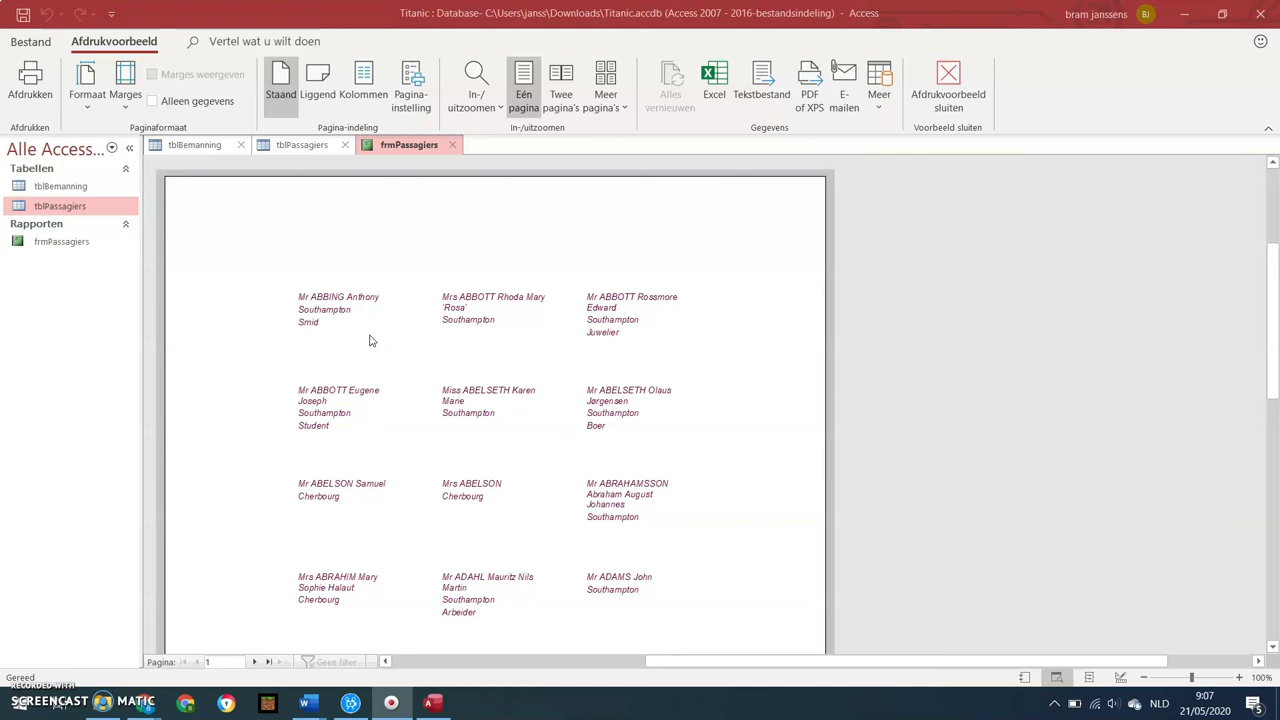 Titanic : Database- C:\Users\janss\Downloads\Titanic.accdb (Access 2007 - 2016-bestandsindeling) - Access
bram janssens
BJ
Bestand
Afdrukvoorbeeld
Vertel wat u wilt doen
Afdrukken
Formaat
Marges
Marges weergeven
Alleen gegevens
Staand
Liggend
Kolommen
Pagina-
instelling
In-/
uitzoomen
Eén
pagina
Twee
pagina's
Meer
pagina's
Alles
vernieuwen
Excel
Tekstbestand
PDF
of XPS
E-
mailen
Meer
Afdrukvoorbeeld
sluiten
Afdrukken
Paginaformaat
Pagina-indeling
In-/uitzoomen
Gegevens
Voorbeeld sluiten
Alle Access...
Tabellen
tblBemanning
tblPassagiers
Rapporten
frmPassagiers
tblBemanning
tblPassagiers
frmPassagiers
Mr ABBING Anthony
Southampton
Smid
Mrs ABBOTT Rhoda Mary
'Rosa'
Southampton
Mr ABBOTT Rossmore
Edward
Southampton
Juwelier
Mr ABBOTT Eugene
Joseph
Southampton
Student
Miss ABELSETH Karen
Marie
Southampton
Mr ABELSETH Olaus
Jørgensen
Southampton
Boer
Mr ABELSON Samuel
Cherbourg
Mrs ABELSON
Cherbourg
Mr ABRAHAMSSON
Abraham August
Johannes
Southampton
Mrs ABRAHIM Mary
Sophie Halaut
Cherbourg
Mr ADAHL Mauritz Nils
Martin
Southampton
Arbeider
Mr ADAMS John
Southampton
Pagina:
1
Geen filter
Gereed
100%
RECORDED WITH
SCREENCAST MATIC
NLD
9:07
21/05/2020
5